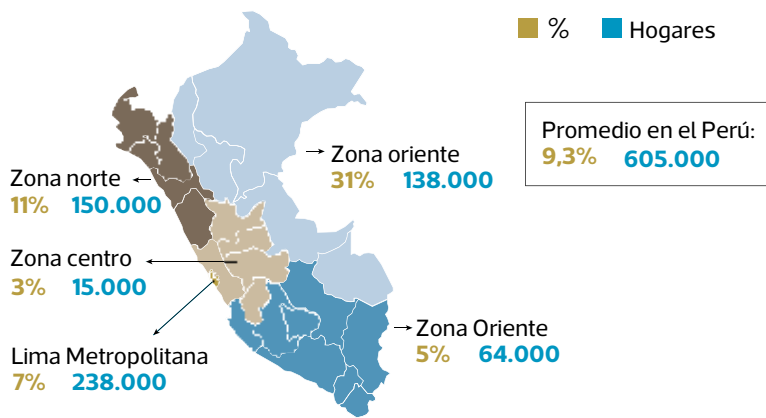 % Hogares
Promedio en el Perú:
9,3% 605.000
Zona oriente
31% 138.000
Zona norte
11% 150.000
Zona centro
3% 15.000
Zona Oriente
5% 64.000
Lima Metropolitana
7% 238.000